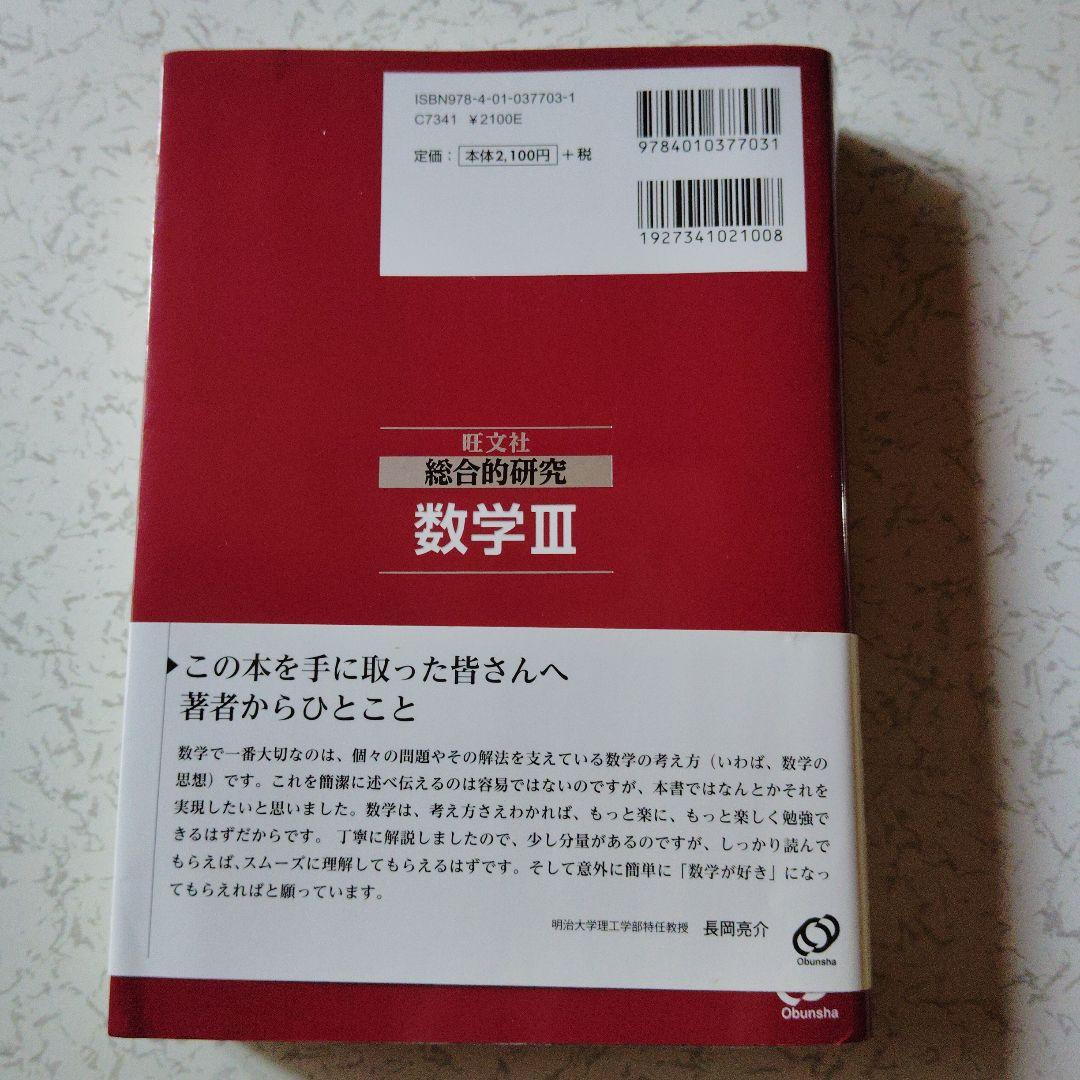 ISBN978-4-01-037703-1
C7341 ¥2100E
定価: 本体2,100円 +税
9784010377031
1927341021008
旺文社
総合的研究
数学Ⅲ
▶この本を手に取った皆さんへ
著者からひとこと
数学で一番大切なのは、個々の問題やその解法を支えている数学の考え方（いわば、数学の
思想）です。これを簡潔に述べ伝えるのは容易ではないのですが、本書ではなんとかそれを
実現したいと思いました。数学は、考え方さえわかれば、もっと楽に、もっと楽しく勉強で
きるはずだからです。 丁寧に解説しましたので、少し分量があるのですが、しっかり読んで
もらえば、スムーズに理解してもらえるはずです。そして意外に簡単に「数学が好き」になっ
てもらえればと願っています。
明治大学理工学部特任教授 長岡亮介
Obunsha
Obunsha